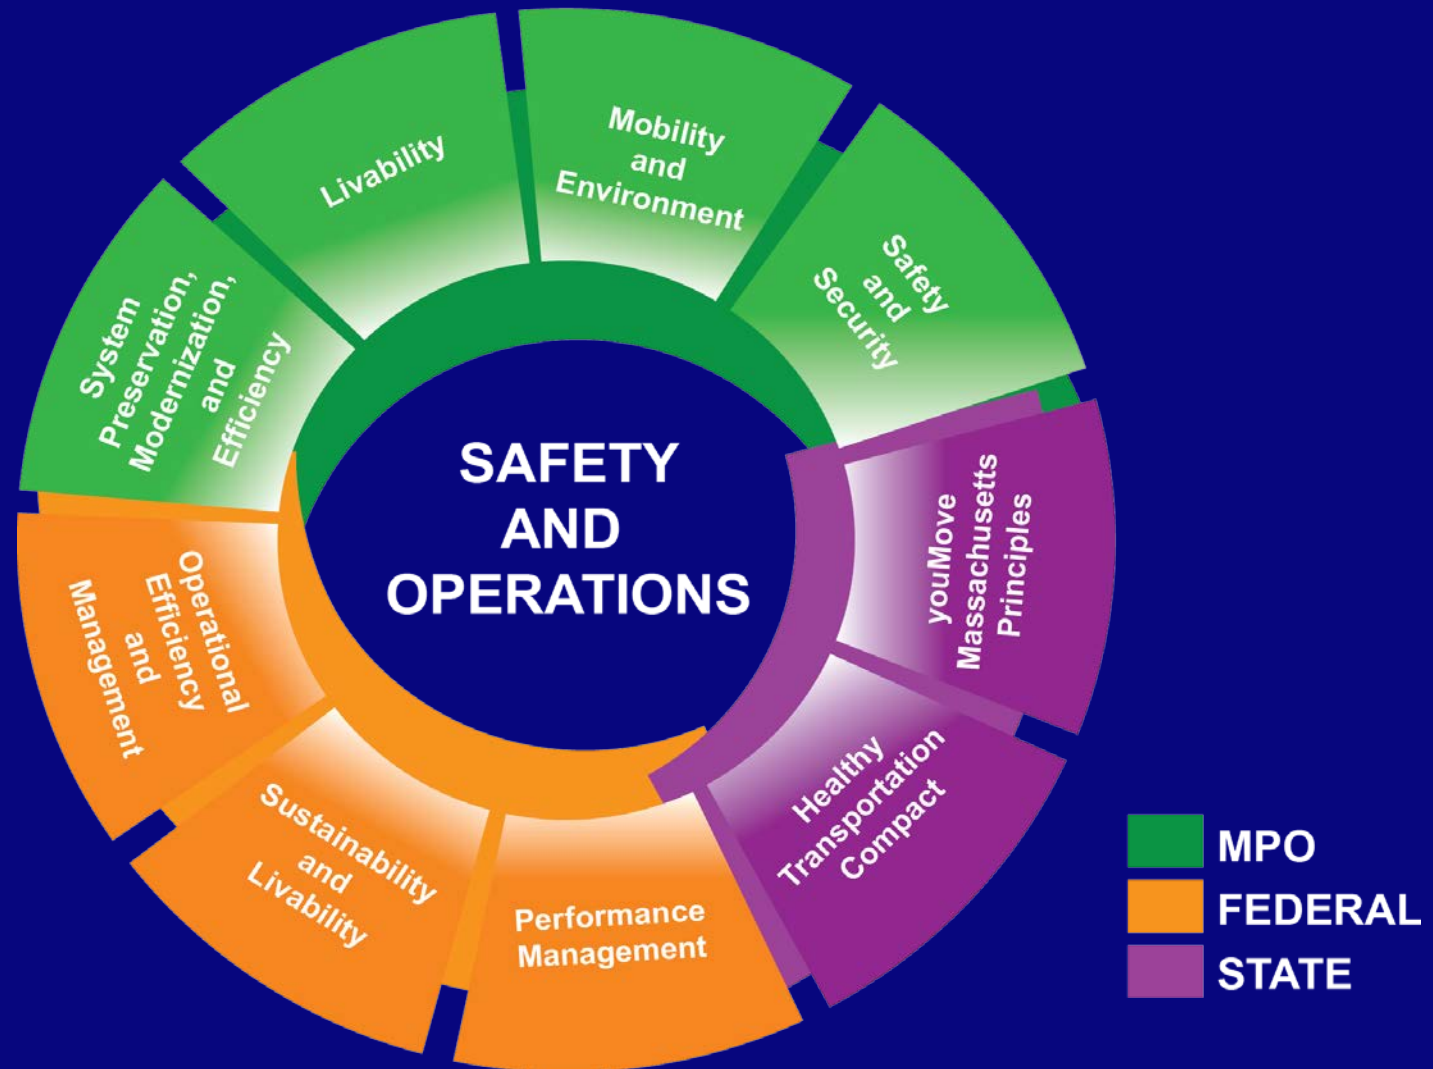 Livability
Mobility
and
Environment
Safety
and
Security
System
Preservation,
Modernization,
and
Efficiency
SAFETY
AND
OPERATIONS
youMove
Massachusetts
Principles
Operational
Efficiency
and
Management
Healthy
Transportation
Compact
Sustainability
and
Livability
Performance
Management
MPO
FEDERAL
STATE